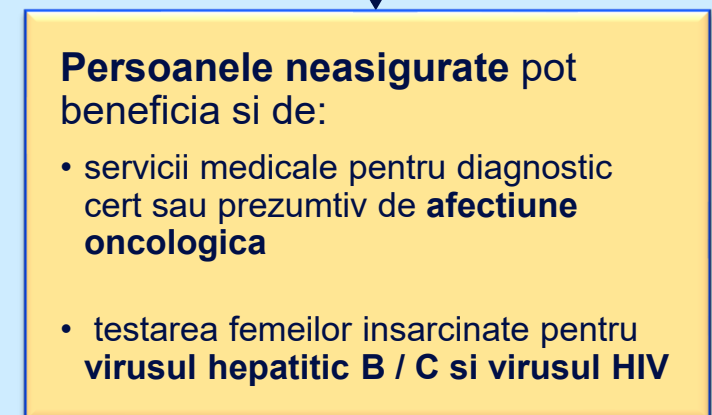 Persoanele neasigurate pot
beneficia si de:
• servicii medicale pentru diagnostic
cert sau prezumtiv de afectiune
oncologica
• testarea femeilor insarcinate pentru
virusul hepatitic B / C si virusul HIV